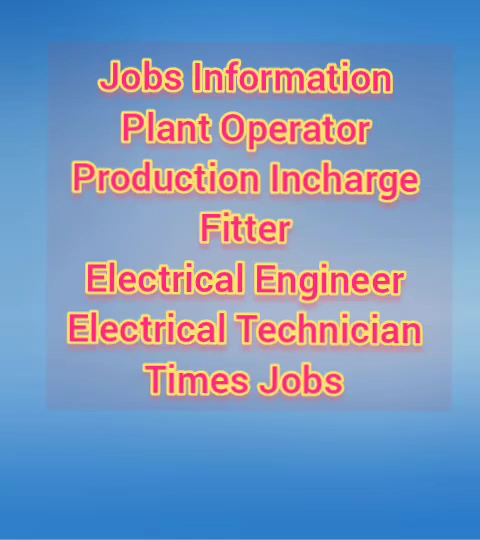 Jobs Information
Plant Operator
Production Incharge
Fitter
Electrical Engineer
Electrical Technician
Times Jobs